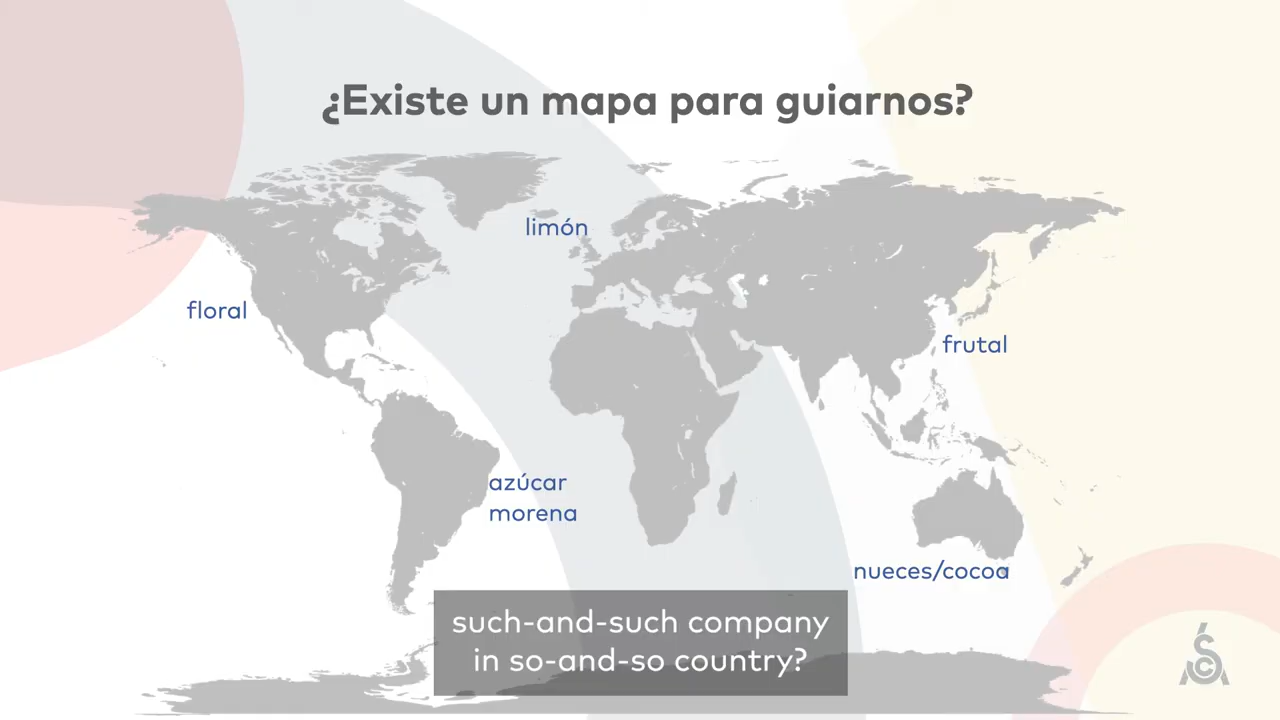 ¿Existe un mapa para guiarnos?
limón
floral
frutal
azúcar
morena
nueces/cocoa
such-and-such company
in so-and-so country?